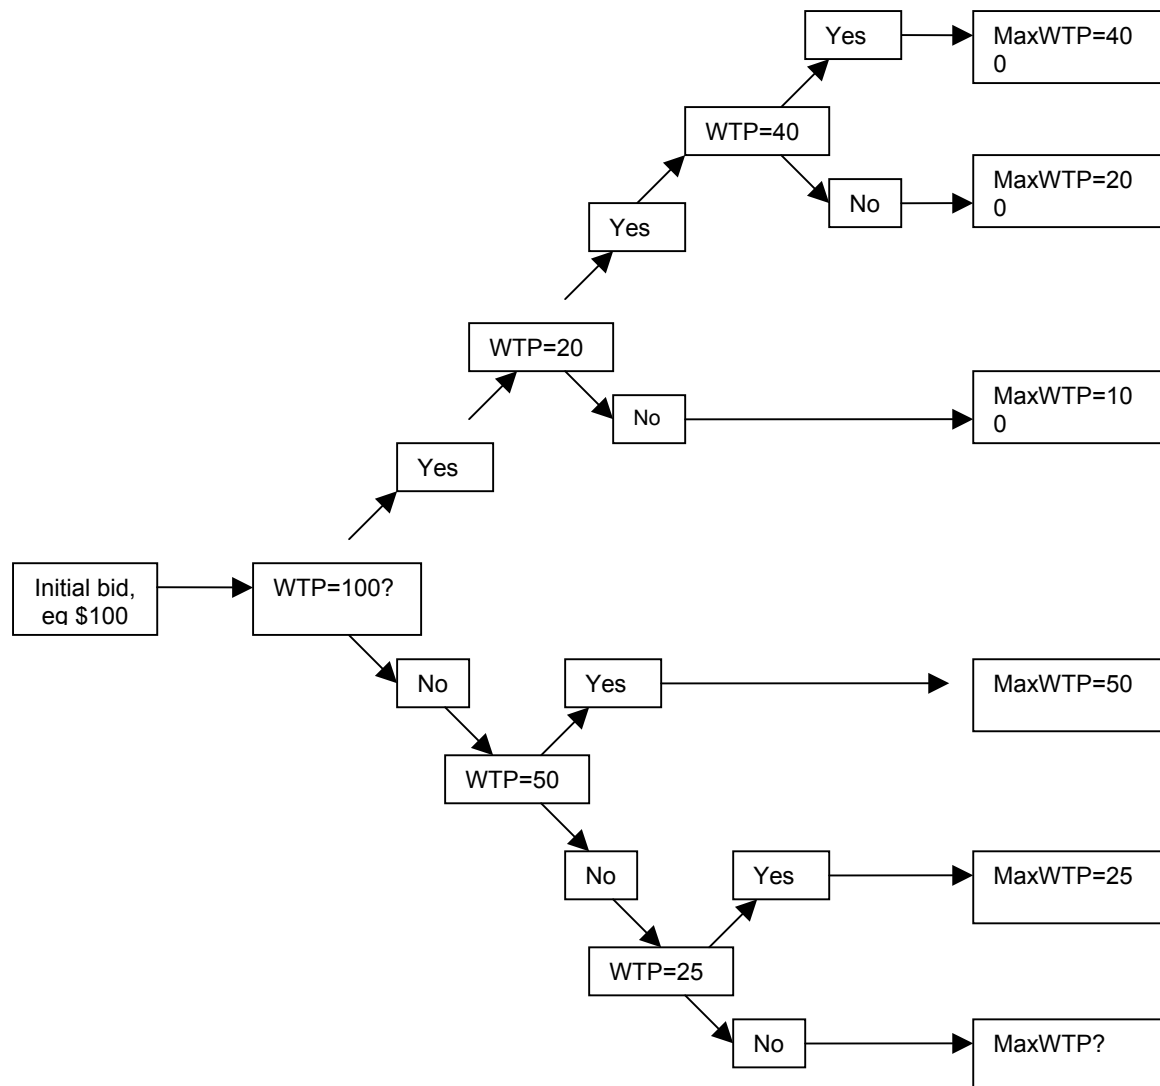 Yes
MaxWTP=40
0
WTP=40
No
MaxWTP=20
0
Yes
WTP=20
No
MaxWTP=10
0
Yes
Initial bid,
eg $100
WTP=100?
No
Yes
MaxWTP=50
WTP=50
No
Yes
MaxWTP=25
WTP=25
No
MaxWTP?